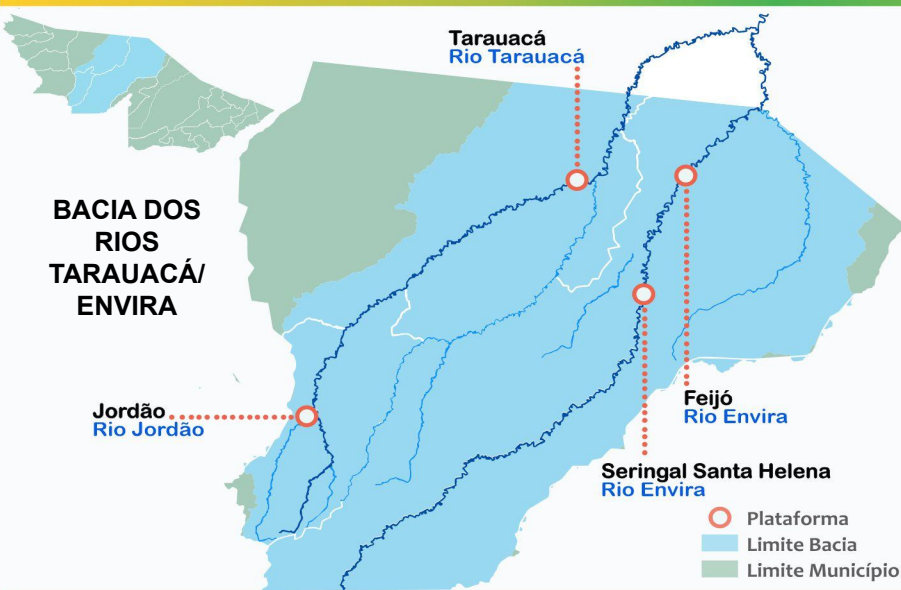 Tarauacá
Rio Tarauacá
BACIA DOS
RIOS
TARAUACÁ/
ENVIRA
Jordão
Rio Jordão
Feijó
Rio Envira
Seringal Santa Helena
Rio Envira
Plataforma
Limite Bacia
Limite Município